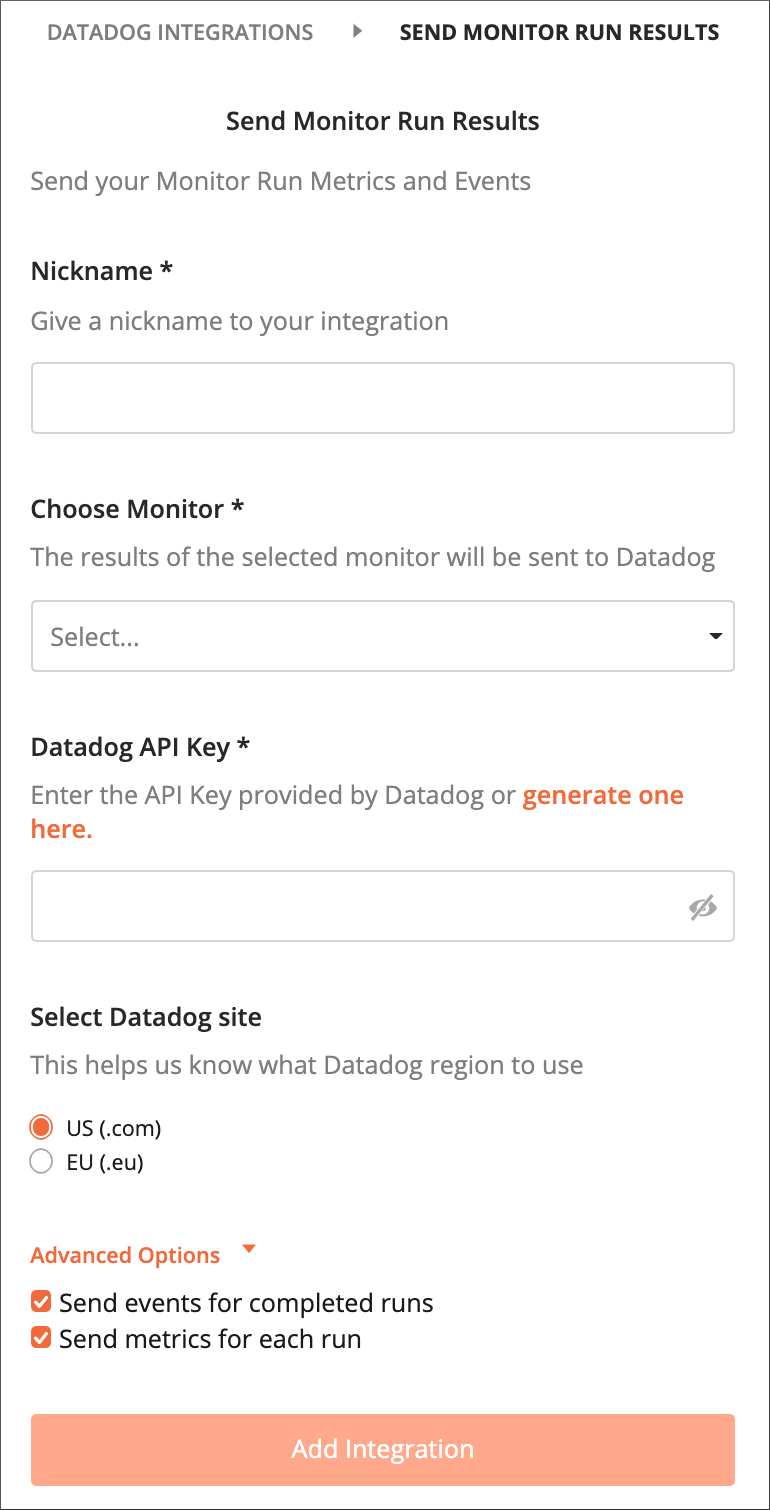 DATADOG INTEGRATIONS SEND MONITOR RUN RESULTS
Send Monitor Run Results
Send your Monitor Run Metrics and Events
Nickname *
Give a nickname to your integration
Choose Monitor *
The results of the selected monitor will be sent to Datadog
Select...
Datadog API Key *
Enter the API Key provided by Datadog or generate one
here.
Select Datadog site
This helps us know what Datadog region to use
US (.com)
EU (.eu)
Advanced Options
Send events for completed runs
Send metrics for each run
Add Integration